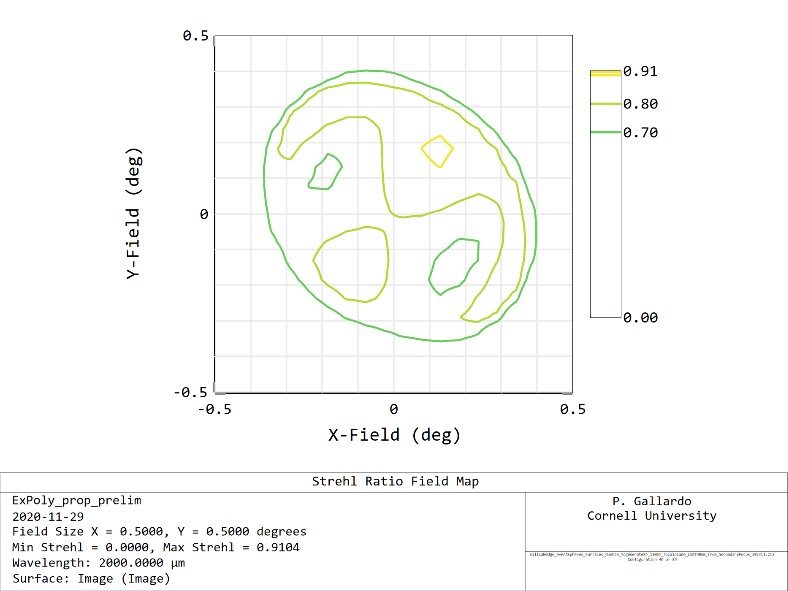 0.5
0
-0.5
Y-Field (deg)
-0.5
0
0.5
X-Field (deg)
0.91
0.80
0.70
0.00
Strehl Ratio Field Map
ExPoly_prop_prelim
2020-11-29
Field Size X = 0.5000, Y = 0.5000 degrees
Min Strehl = 0.0000, Max Strehl = 0.9104
Wavelength: 2000.0000 µm
Surface: Image (Image)
P. Gallardo
Cornell University